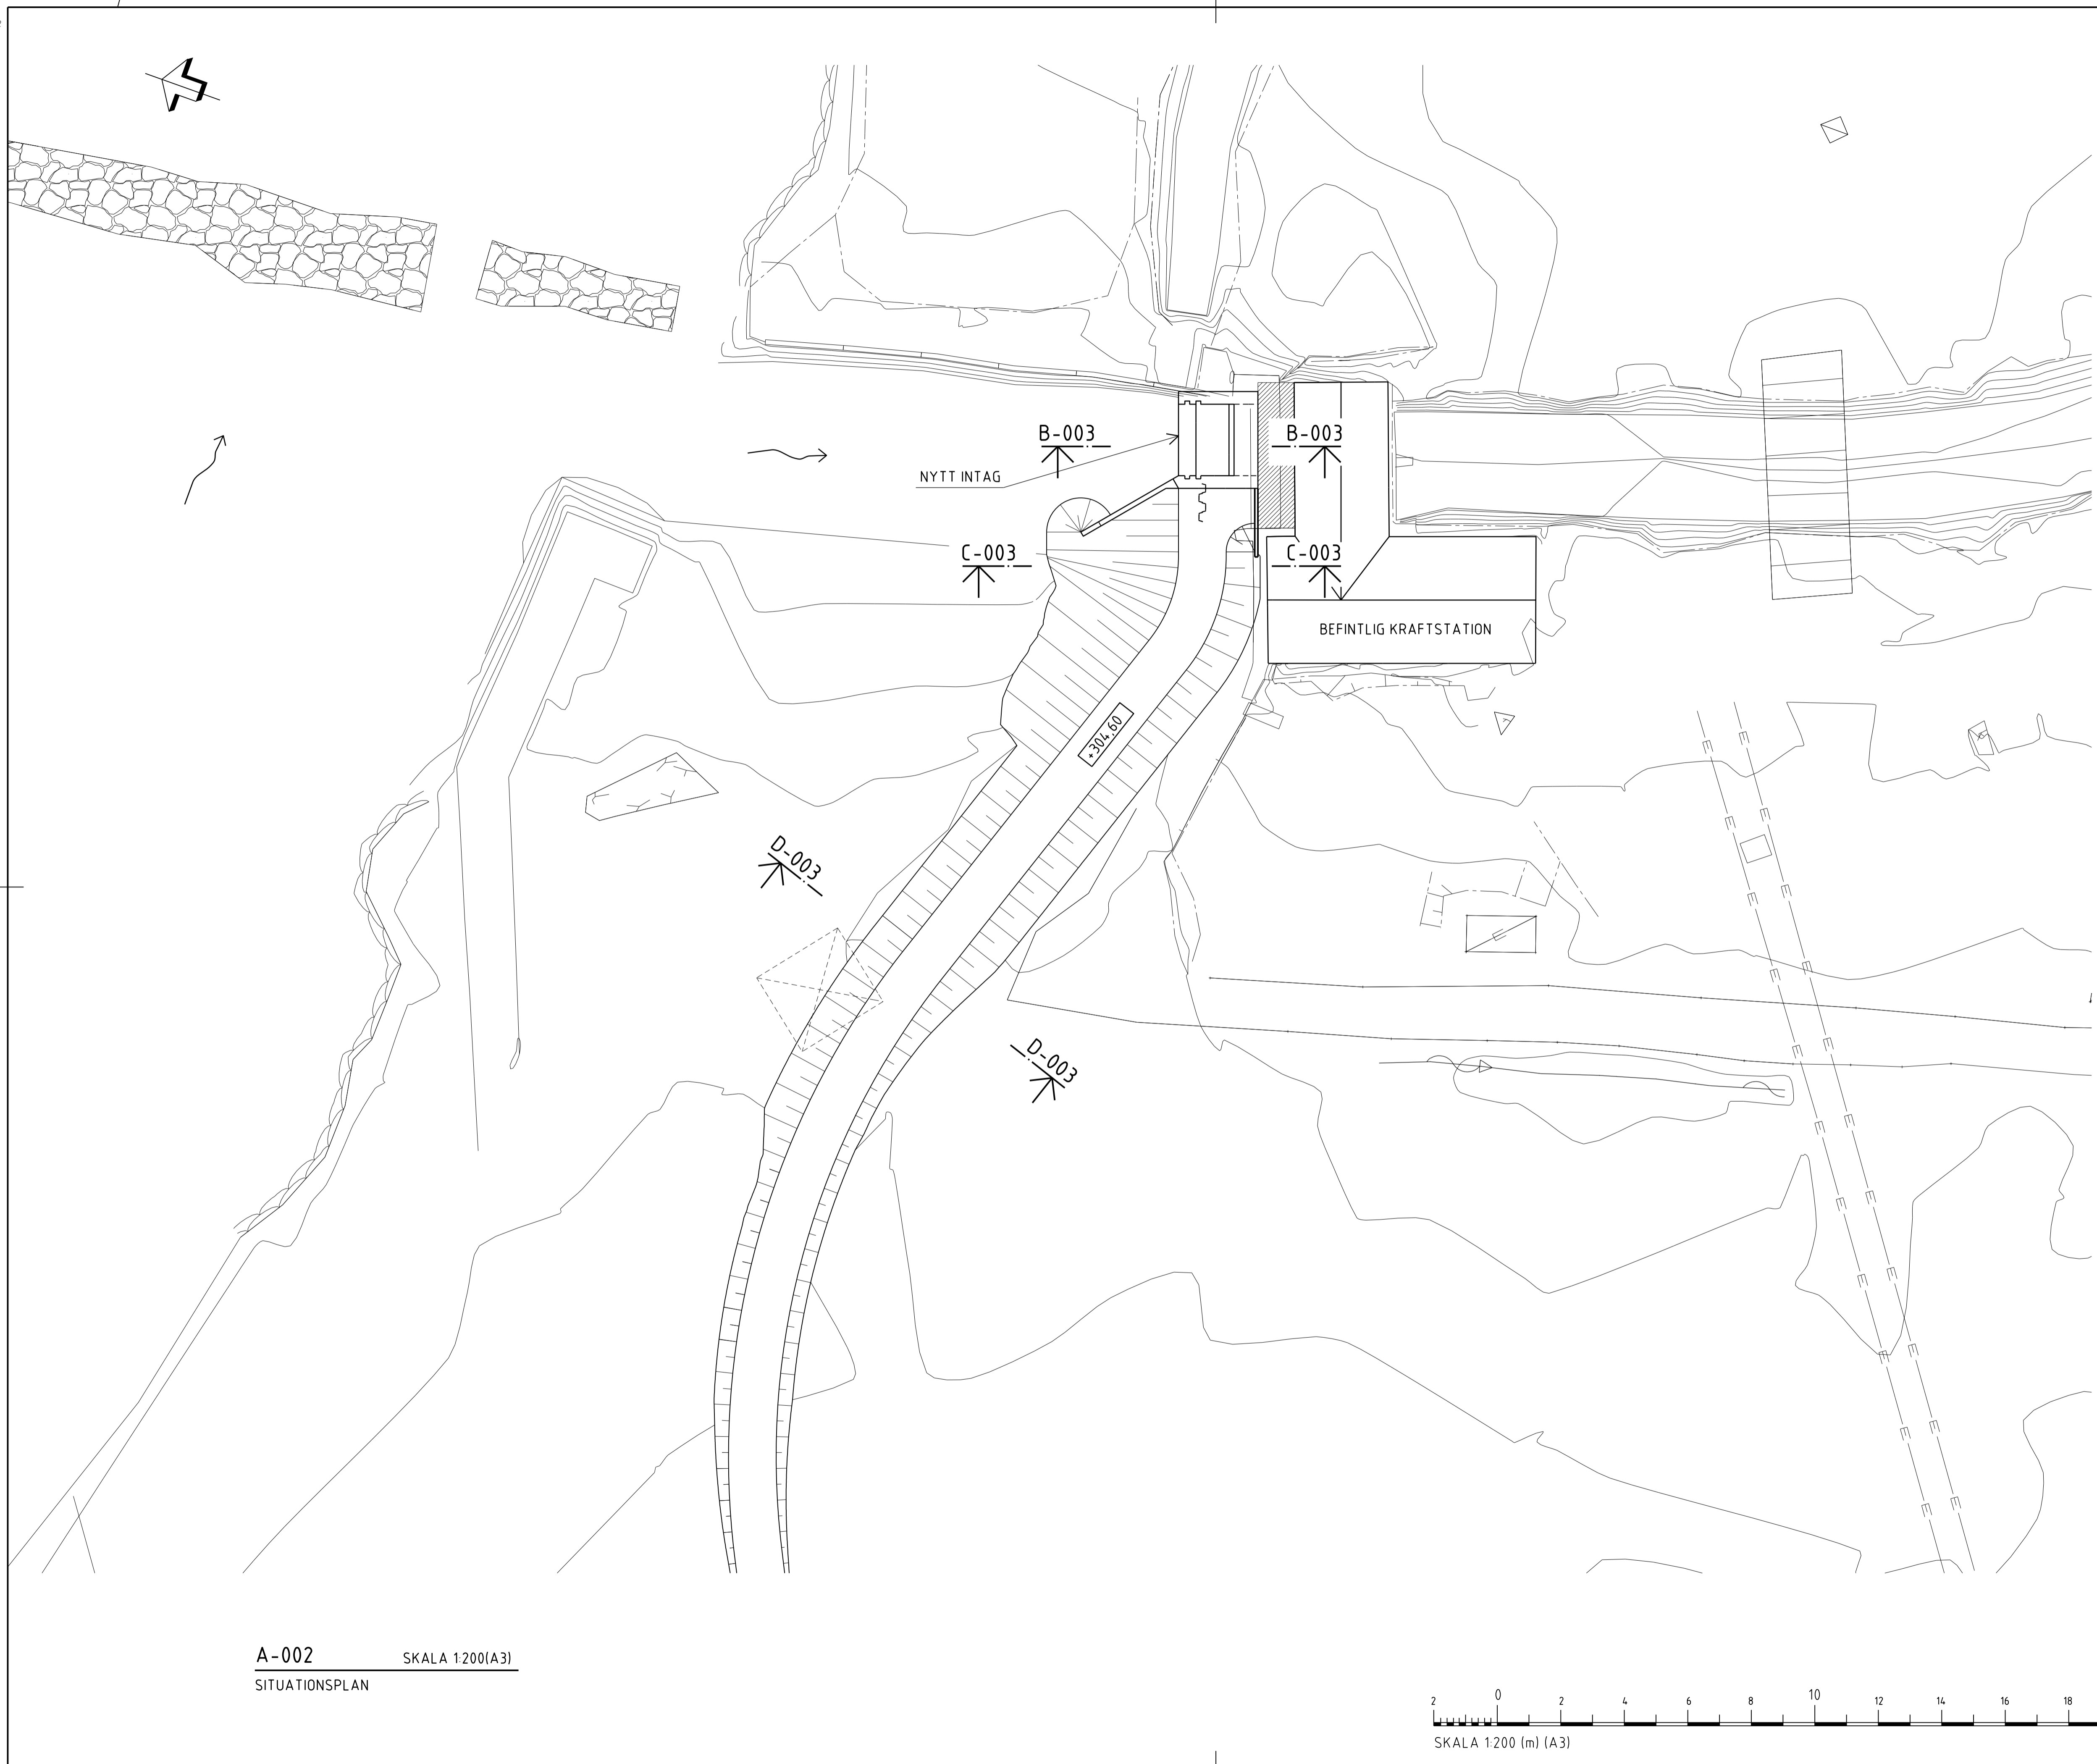 B-003
B-003
NYTT INTAG
C-003
C-003
BEFINTLIG KRAFTSTATION
+304,60
D-003
D-003
A-002 SKALA 1:200(A3)
SITUATIONSPLAN
2 0 2 4 6 8 10 12 14 16 18
SKALA 1:200 (m) (A3)